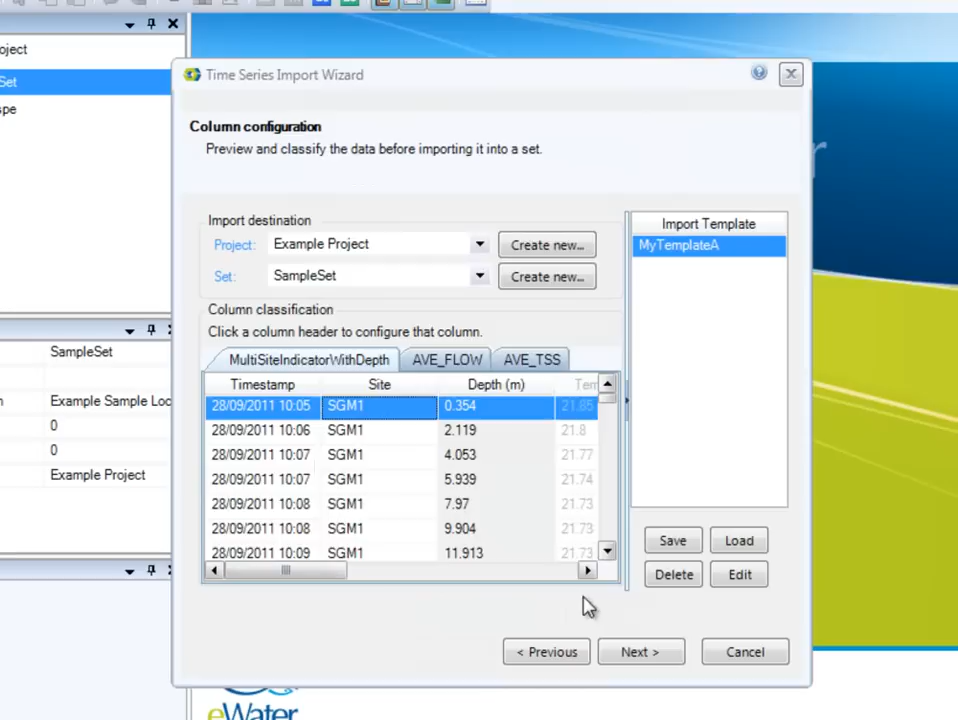 oject
Set
spe
SampleSet
Example Sample Loc
0
0
Example Project
Time Series Import Wizard
Column configuration
Preview and classify the data before importing it into a set.
Import destination
Project: Example Project Create new...
Set: SampleSet Create new...
Column classification
Click a column header to configure that column.
MultiSiteIndicatorWithDepth AVE_FLOW AVE_TSS
Timestamp Site Depth (m) Tem
28/09/2011 10:05 SGM1 0.354 21.85
28/09/2011 10:06 SGM1 2.119 21.8
28/09/2011 10:07 SGM1 4.053 21.77
28/09/2011 10:07 SGM1 5.939 21.74
28/09/2011 10:08 SGM1 7.97 21.73
28/09/2011 10:08 SGM1 9.904 21.73
28/09/2011 10:09 SGM1 11.913 21.73
Import Template
MyTemplateA
Save Load
Delete Edit
< Previous Next > Cancel
eWater